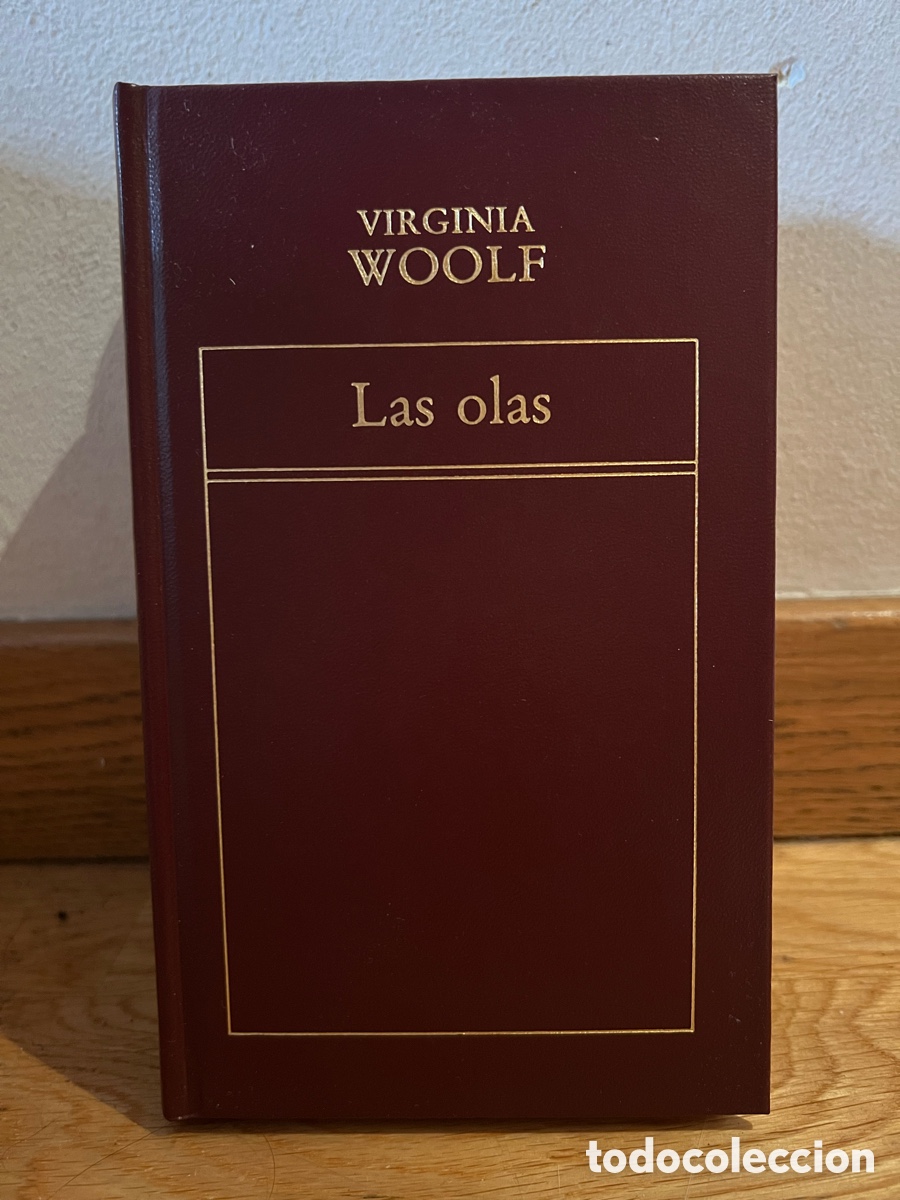 VIRGINIA
WOOLF
Las olas
todocoleccion